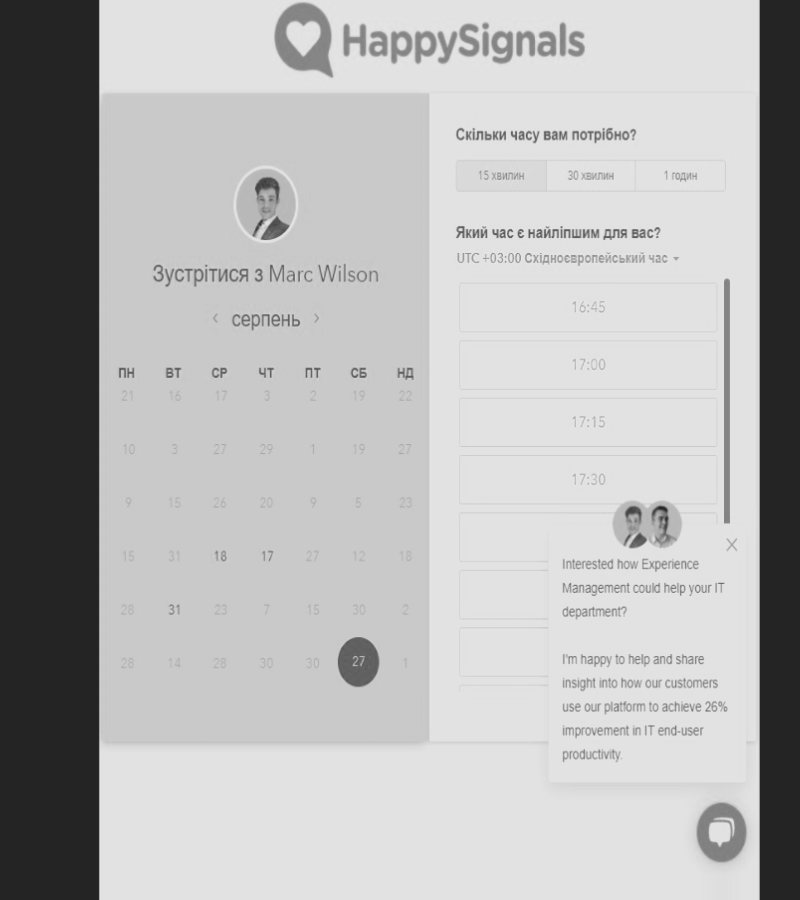 HappySignals
Зустрітися з Marc Wilson
серпень
ПН ВТ СР ЧТ ПТ СБ НД
21 16 17 3 2 19 22
10 3 27 29 1 19 27
9 15 26 20 9 5 23
15 31 18 17 27 12 18
28 31 23 7 15 30 2
28 14 28 30 30 27 1
Скільки часу вам потрібно?
15 хвилин 30 хвилин 1 годин
Який час є найліпшим для вас?
UTC +03:00 Східноєвропейський час
16:45
17:00
17:15
17:30
Interested how Experience
Management could help your IT
department?
I'm happy to help and share
insight into how our customers
use our platform to achieve 26%
improvement in IT end-user
productivity.